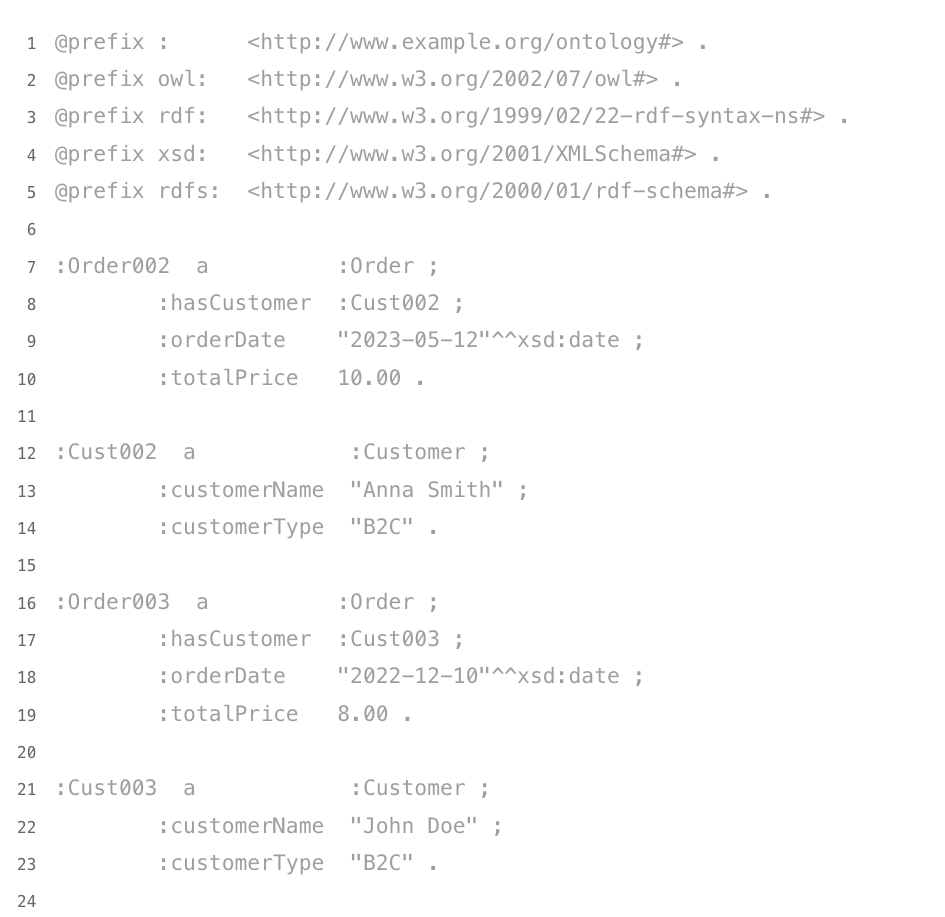 1 @prefix :      <http://www.example.org/ontology#> .
2 @prefix owl:   <http://www.w3.org/2002/07/owl#> .
3 @prefix rdf:   <http://www.w3.org/1999/02/22-rdf-syntax-ns#> .
4 @prefix xsd:   <http://www.w3.org/2001/XMLSchema#> .
5 @prefix rdfs:  <http://www.w3.org/2000/01/rdf-schema#> .
6
7 :Order002  a          :Order ;
8         :hasCustomer  :Cust002 ;
9         :orderDate    "2023-05-12"^^xsd:date ;
10         :totalPrice   10.00 .
11
12 :Cust002  a            :Customer ;
13         :customerName  "Anna Smith" ;
14         :customerType  "B2C" .
15
16 :Order003  a          :Order ;
17         :hasCustomer  :Cust003 ;
18         :orderDate    "2022-12-10"^^xsd:date ;
19         :totalPrice   8.00 .
20
21 :Cust003  a            :Customer ;
22         :customerName  "John Doe" ;
23         :customerType  "B2C" .
24